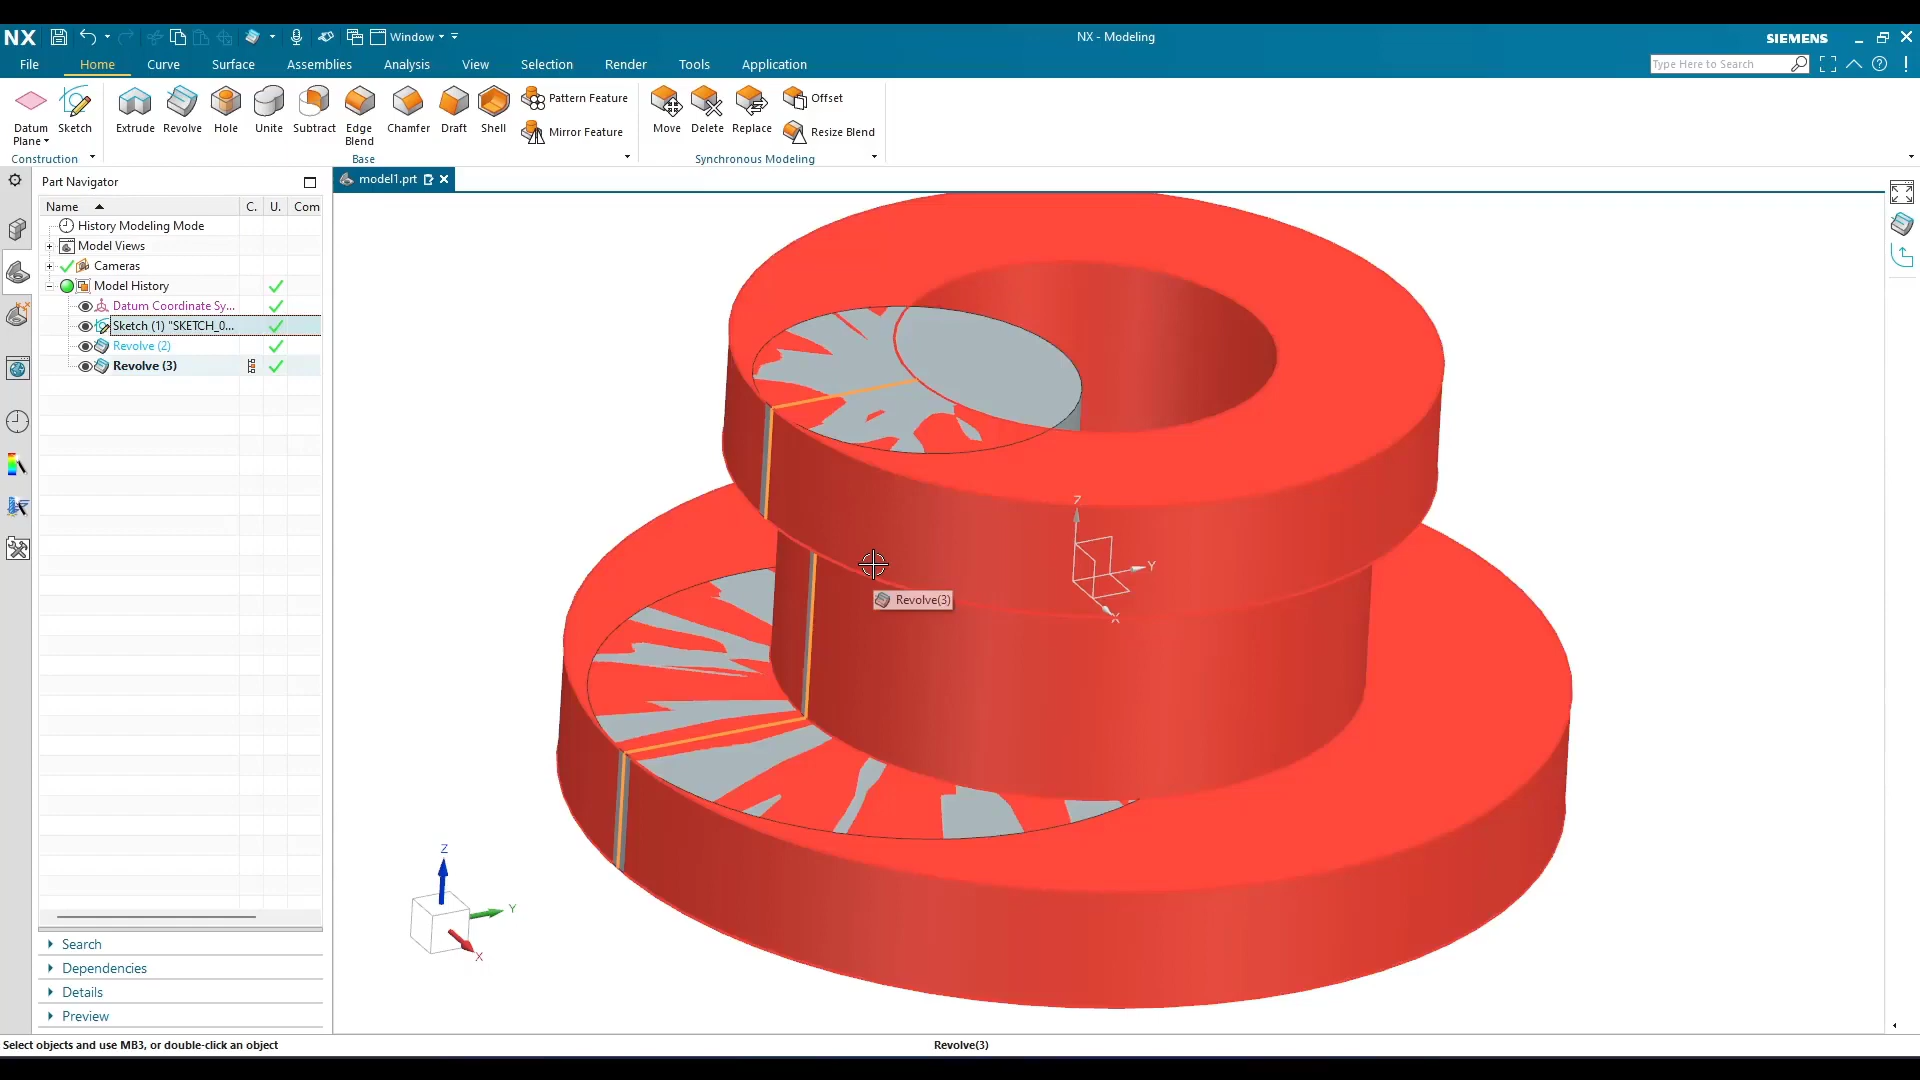 NX
Window
NX - Modeling
SIEMENS
File
Home
Curve
Surface
Assemblies
Analysis
View
Selection
Render
Tools
Application
Type Here to Search
Datum
Plane
Sketch
Extrude
Revolve
Hole
Unite
Subtract
Edge
Blend
Chamfer
Draft
Shell
Pattern Feature
Mirror Feature
Move
Delete
Replace
Offset
Resize Blend
Construction
Base
Synchronous Modeling
Part Navigator
model1.prt
Name
C.
U.
Com
History Modeling Mode
Model Views
Cameras
Model History
Datum Coordinate Sy...
Sketch (1) "SKETCH_0...
Revolve (2)
Revolve (3)
Z
Y
X
Revolve(3)
Z
Y
X
Search
Dependencies
Details
Preview
Select objects and use MB3, or double-click an object
Revolve(3)